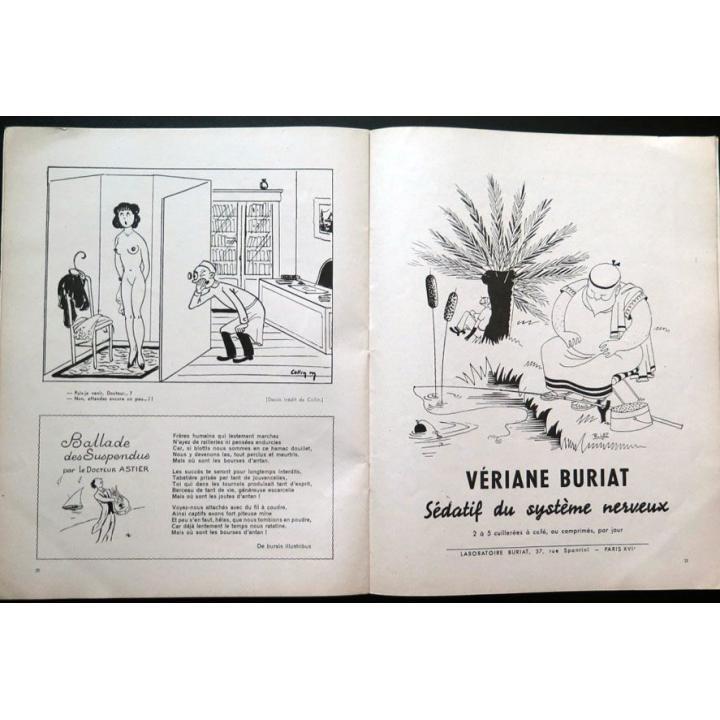 Collin
— Puis-je venir, Docteur..?
— Non, attendez encore un peu...!!
(Dessin inédit de Collin.)
Ballade
des Suspendus
par le Docteur ASTIER
Frères humains qui lestement marchez
N'ayez de railleries ni pensées endurcies
Car, si blottis nous sommes en ce hamac douillet,
Nous y devenons las, tout perclus et meurtris.
Mais où sont les bourses d'antan.
Les succès te seront pour longtemps interdits,
Tabatière prisée par tant de jouvencelles,
Toi qui dans les tournois produisait tant d'esprit,
Berceau de tant de vie, généreuse escarcelle
Mais où sont les joutes d'antan !
Voyez-nous attachés avec du fil à coudre,
Ainsi captifs avons fort piteuse mine
Et peu s'en faut, hélas, que nous tombions en poudre,
Car déjà lentement le temps nous ratatine.
Mais où sont les bourses d'antan !
De bursis illustribus
20
VÉRIANE BURIAT
Sédatif du système nerveux
2 à 5 cuillerées à café, ou comprimés, par jour
LABORATOIRE BURIAT, 37, rue Spontini — PARIS XVIe
21